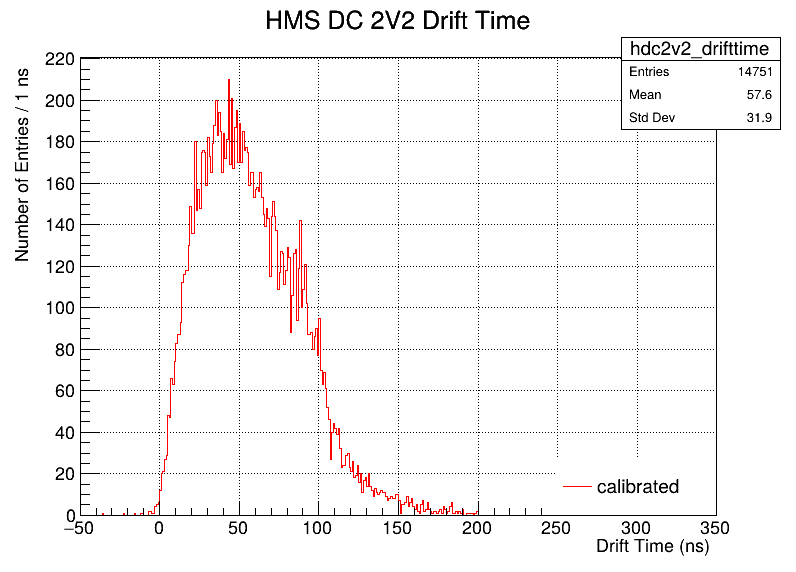 HMS DC 2V2 Drift Time
hdc2v2_drifttime
Entries 14751
Mean 57.6
Std Dev 31.9
Number of Entries / 1 ns
220
200
180
160
140
120
100
80
60
40
20
0
−50 0 50 100 150 200 250 300 350
Drift Time (ns)
calibrated